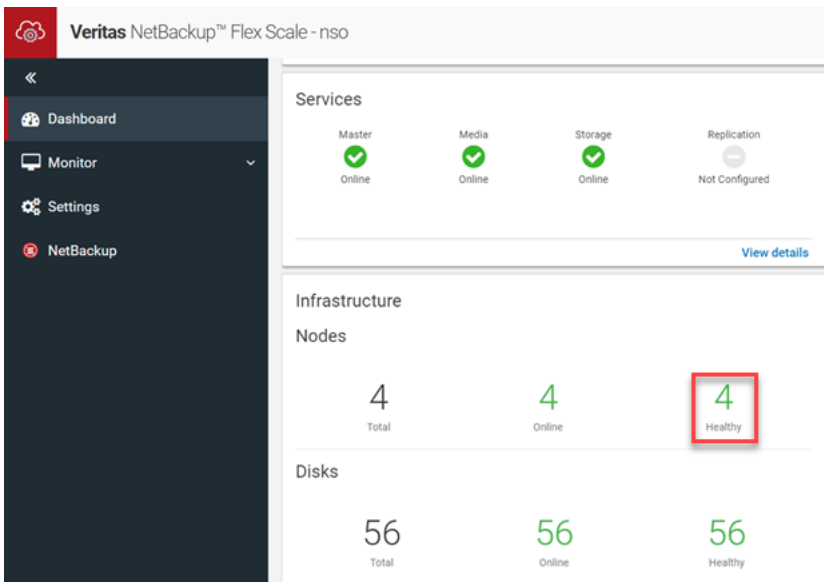 Veritas NetBackup™ Flex Scale - nso
Dashboard
Monitor
Settings
NetBackup
Services
Master
Media
Storage
Replication
Online
Online
Online
Not Configured
View details
Infrastructure
Nodes
4
4
4
Total
Online
Healthy
Disks
56
56
56
Total
Online
Healthy